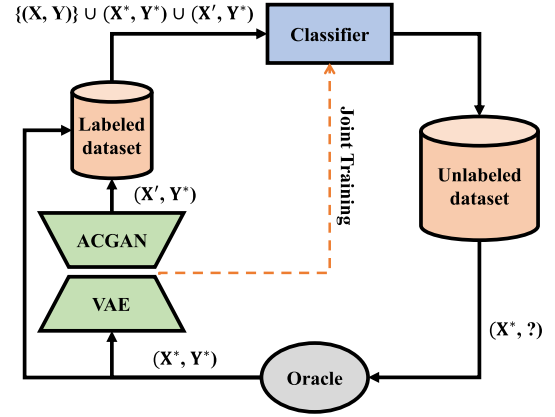 {(X, Y)} ∪ (X*, Y*) ∪ (X′, Y*)
Classifier
Labeled
dataset
Joint Training
Unlabeled
dataset
(X′, Y*)
ACGAN
VAE
(X*, ?)
(X*, Y*)
Oracle